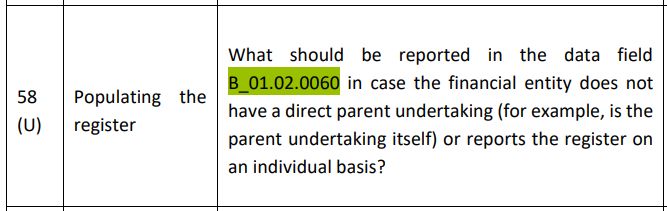 58
(U)
Populating the
register
What should be reported in the data field
B_01.02.0060 in case the financial entity does not
have a direct parent undertaking (for example, is the
parent undertaking itself) or reports the register on
an individual basis?